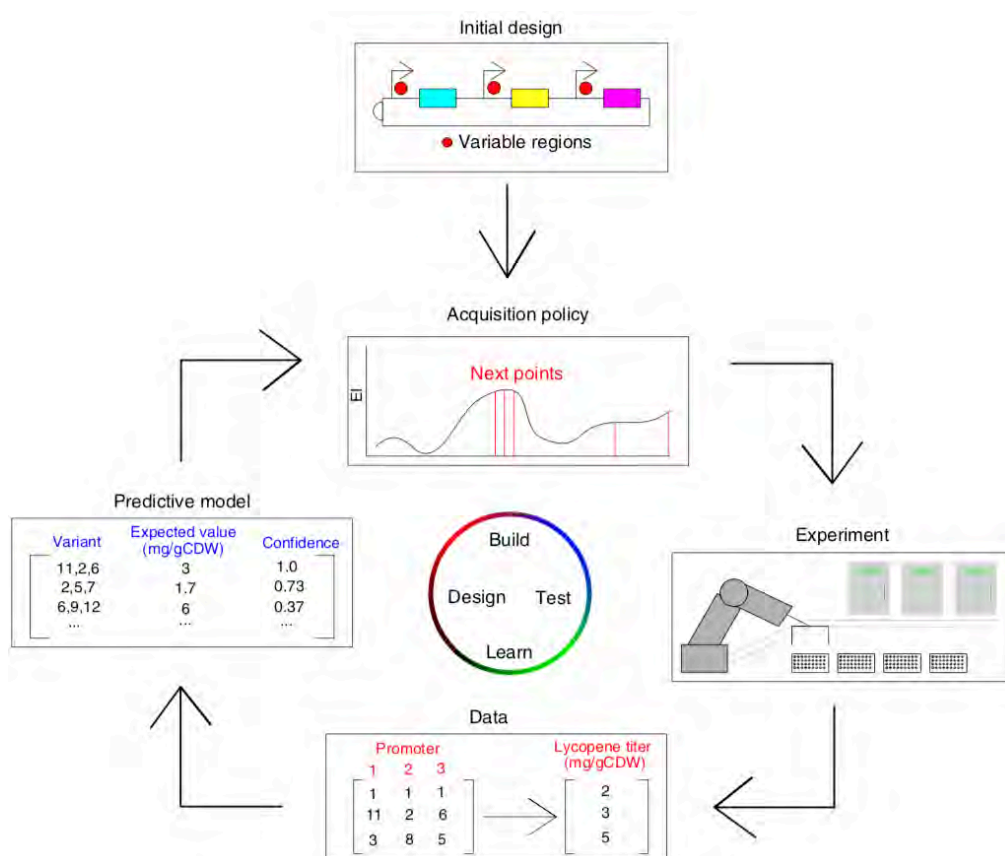 Initial design
Variable regions
Acquisition policy
Next points
EI
Predictive model
Variant Expected value (mg/gCDW) Confidence
11,2,6 3 1.0
2,5,7 1.7 0.73
6,9,12 6 0.37
... ... ...
Build
Design Test
Learn
Experiment
Data
Promoter
1 2 3
1 1 1
11 2 6
3 8 5
Lycopene titer
(mg/gCDW)
2
3
5